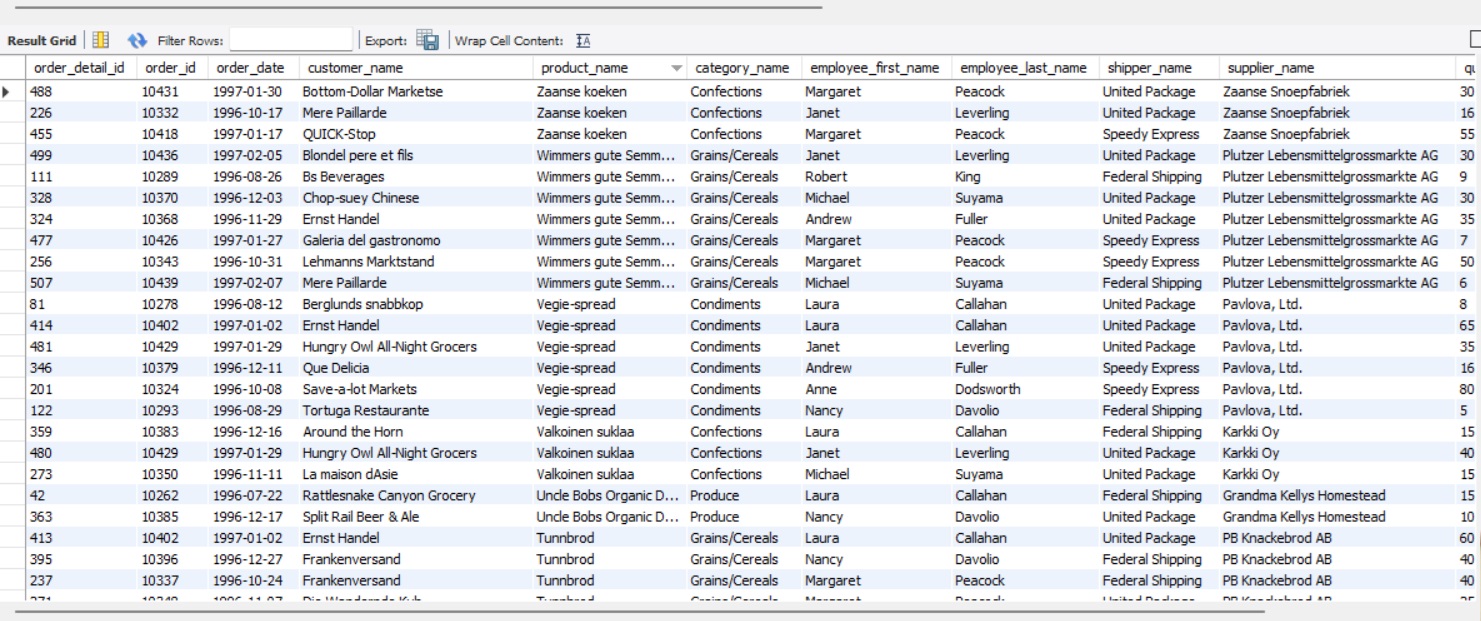 Result Grid Filter Rows: Export: Wrap Cell Content:
order_detail_id order_id order_date customer_name product_name category_name employee_first_name employee_last_name shipper_name supplier_name
488 10431 1997-01-30 Bottom-Dollar Marketse Zaanse koeken Confections Margaret Peacock United Package Zaanse Snoepfabriek 30
226 10332 1996-10-17 Mere Paillarde Zaanse koeken Confections Janet Leverling United Package Zaanse Snoepfabriek 16
455 10418 1997-01-17 QUICK-Stop Zaanse koeken Confections Margaret Peacock Speedy Express Zaanse Snoepfabriek 55
499 10436 1997-02-05 Blondel pere et fils Wimmers gute Semm... Grains/Cereals Janet Leverling United Package Plutzer Lebensmittelgrossmarkte AG 30
111 10289 1996-08-26 Bs Beverages Wimmers gute Semm... Grains/Cereals Robert King Federal Shipping Plutzer Lebensmittelgrossmarkte AG 9
328 10370 1996-12-03 Chop-suey Chinese Wimmers gute Semm... Grains/Cereals Michael Suyama United Package Plutzer Lebensmittelgrossmarkte AG 30
324 10368 1996-11-29 Ernst Handel Wimmers gute Semm... Grains/Cereals Andrew Fuller United Package Plutzer Lebensmittelgrossmarkte AG 35
477 10426 1997-01-27 Galeria del gastronomo Wimmers gute Semm... Grains/Cereals Margaret Peacock Speedy Express Plutzer Lebensmittelgrossmarkte AG 7
256 10343 1996-10-31 Lehmanns Marktstand Wimmers gute Semm... Grains/Cereals Margaret Peacock Speedy Express Plutzer Lebensmittelgrossmarkte AG 50
507 10439 1997-02-07 Mere Paillarde Wimmers gute Semm... Grains/Cereals Michael Suyama Federal Shipping Plutzer Lebensmittelgrossmarkte AG 6
81 10278 1996-08-12 Berglunds snabbkop Vegie-spread Condiments Laura Callahan United Package Pavlova, Ltd. 8
414 10402 1997-01-02 Ernst Handel Vegie-spread Condiments Laura Callahan United Package Pavlova, Ltd. 65
481 10429 1997-01-29 Hungry Owl All-Night Grocers Vegie-spread Condiments Janet Leverling United Package Pavlova, Ltd. 35
346 10379 1996-12-11 Que Delicia Vegie-spread Condiments Andrew Fuller Speedy Express Pavlova, Ltd. 16
201 10324 1996-10-08 Save-a-lot Markets Vegie-spread Condiments Anne Dodsworth Speedy Express Pavlova, Ltd. 80
122 10293 1996-08-29 Tortuga Restaurante Vegie-spread Condiments Nancy Davolio Federal Shipping Pavlova, Ltd. 5
359 10383 1996-12-16 Around the Horn Valkoinen suklaa Confections Laura Callahan Federal Shipping Karkki Oy 15
480 10429 1997-01-29 Hungry Owl All-Night Grocers Valkoinen suklaa Confections Janet Leverling United Package Karkki Oy 40
273 10350 1996-11-11 La maison dAsie Valkoinen suklaa Confections Michael Suyama United Package Karkki Oy 15
42 10262 1996-07-22 Rattlesnake Canyon Grocery Uncle Bobs Organic D... Produce Laura Callahan Federal Shipping Grandma Kellys Homestead 15
363 10385 1996-12-17 Split Rail Beer & Ale Uncle Bobs Organic D... Produce Nancy Davolio United Package Grandma Kellys Homestead 10
413 10402 1997-01-02 Ernst Handel Tunnbrod Grains/Cereals Laura Callahan United Package PB Knackebrod AB 60
395 10396 1996-12-27 Frankenversand Tunnbrod Grains/Cereals Nancy Davolio Federal Shipping PB Knackebrod AB 40
237 10337 1996-10-24 Frankenversand Tunnbrod Grains/Cereals Margaret Peacock Federal Shipping PB Knackebrod AB 40